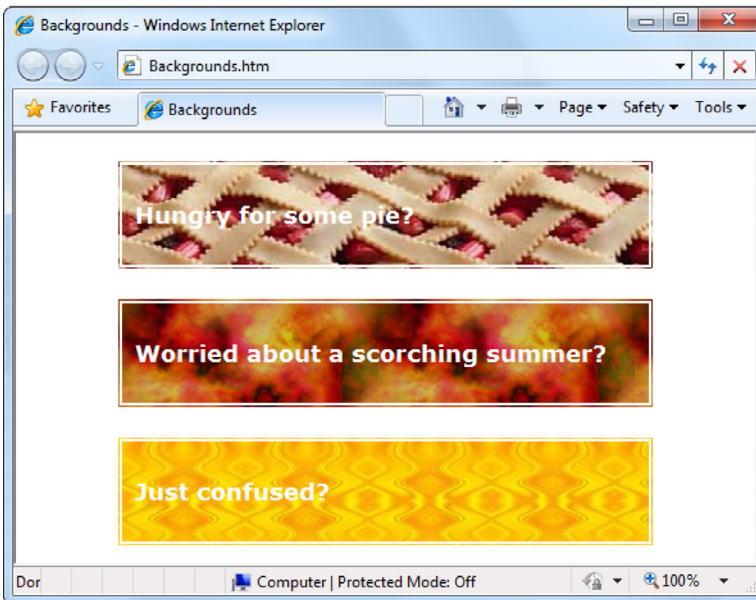 Backgrounds - Windows Internet Explorer
Backgrounds.htm
Favorites Backgrounds Page Safety Tools
Hungry for some pie?
Worried about a scorching summer?
Just confused?
Dor Computer | Protected Mode: Off 100%